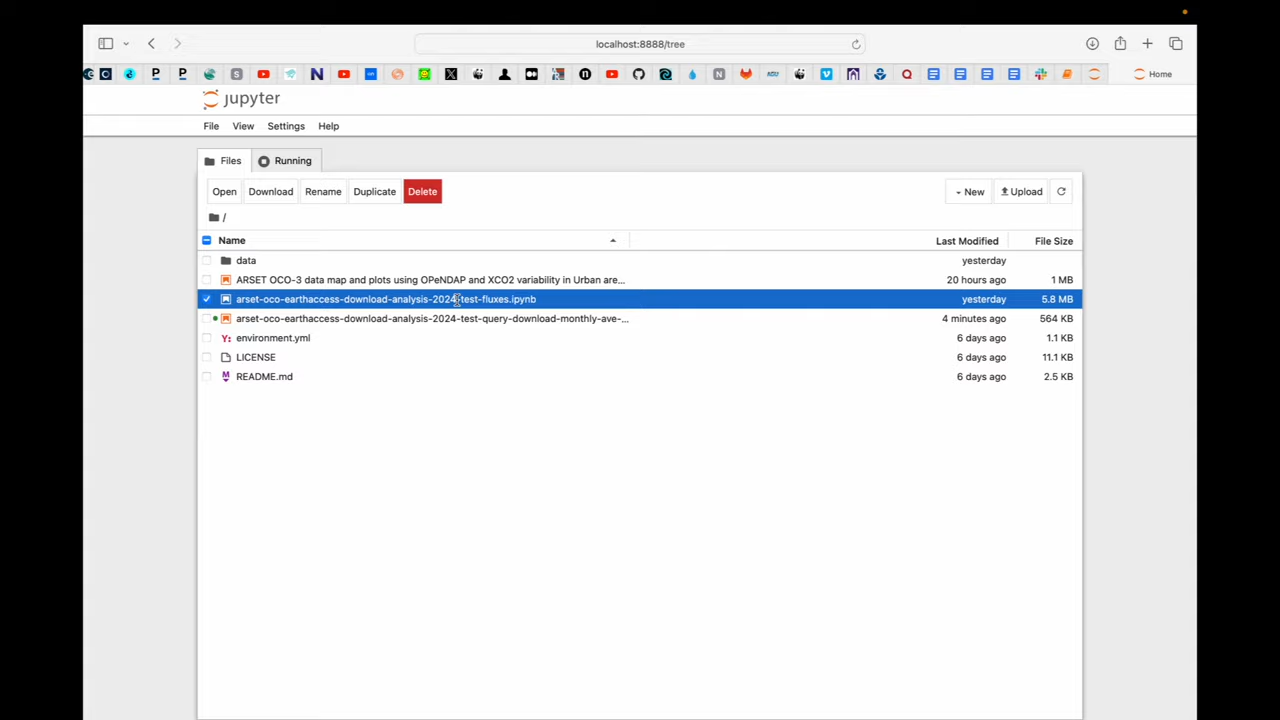 localhost:8888/tree
Home
jupyter
File View Settings Help
Files Running
Open Download Rename Duplicate Delete New Upload
/
Name Last Modified File Size
data yesterday
ARSET OCO-3 data map and plots using OPeNDAP and XCO2 variability in Urban are... 20 hours ago 1 MB
arset-oco-earthaccess-download-analysis-2024-test-fluxes.ipynb yesterday 5.8 MB
arset-oco-earthaccess-download-analysis-2024-test-query-download-monthly-ave-... 4 minutes ago 564 KB
environment.yml 6 days ago 1.1 KB
LICENSE 6 days ago 11.1 KB
README.md 6 days ago 2.5 KB